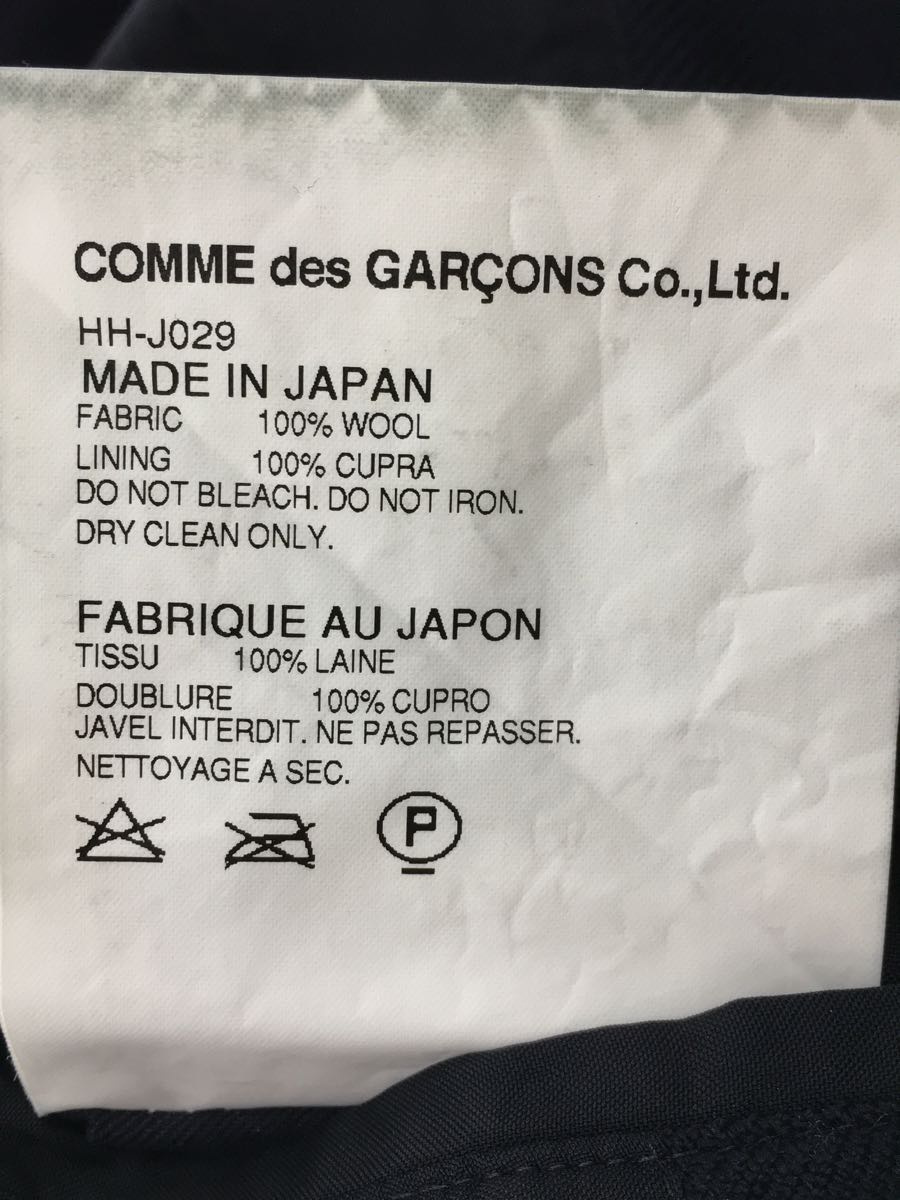 COMME des GARÇONS Co.,Ltd.
HH-J029
MADE IN JAPAN
FABRIC 100% WOOL
LINING 100% CUPRA
DO NOT BLEACH. DO NOT IRON.
DRY CLEAN ONLY.
FABRIQUE AU JAPON
TISSU 100% LAINE
DOUBLURE 100% CUPRO
JAVEL INTERDIT. NE PAS REPASSER.
NETTOYAGE A SEC.
P